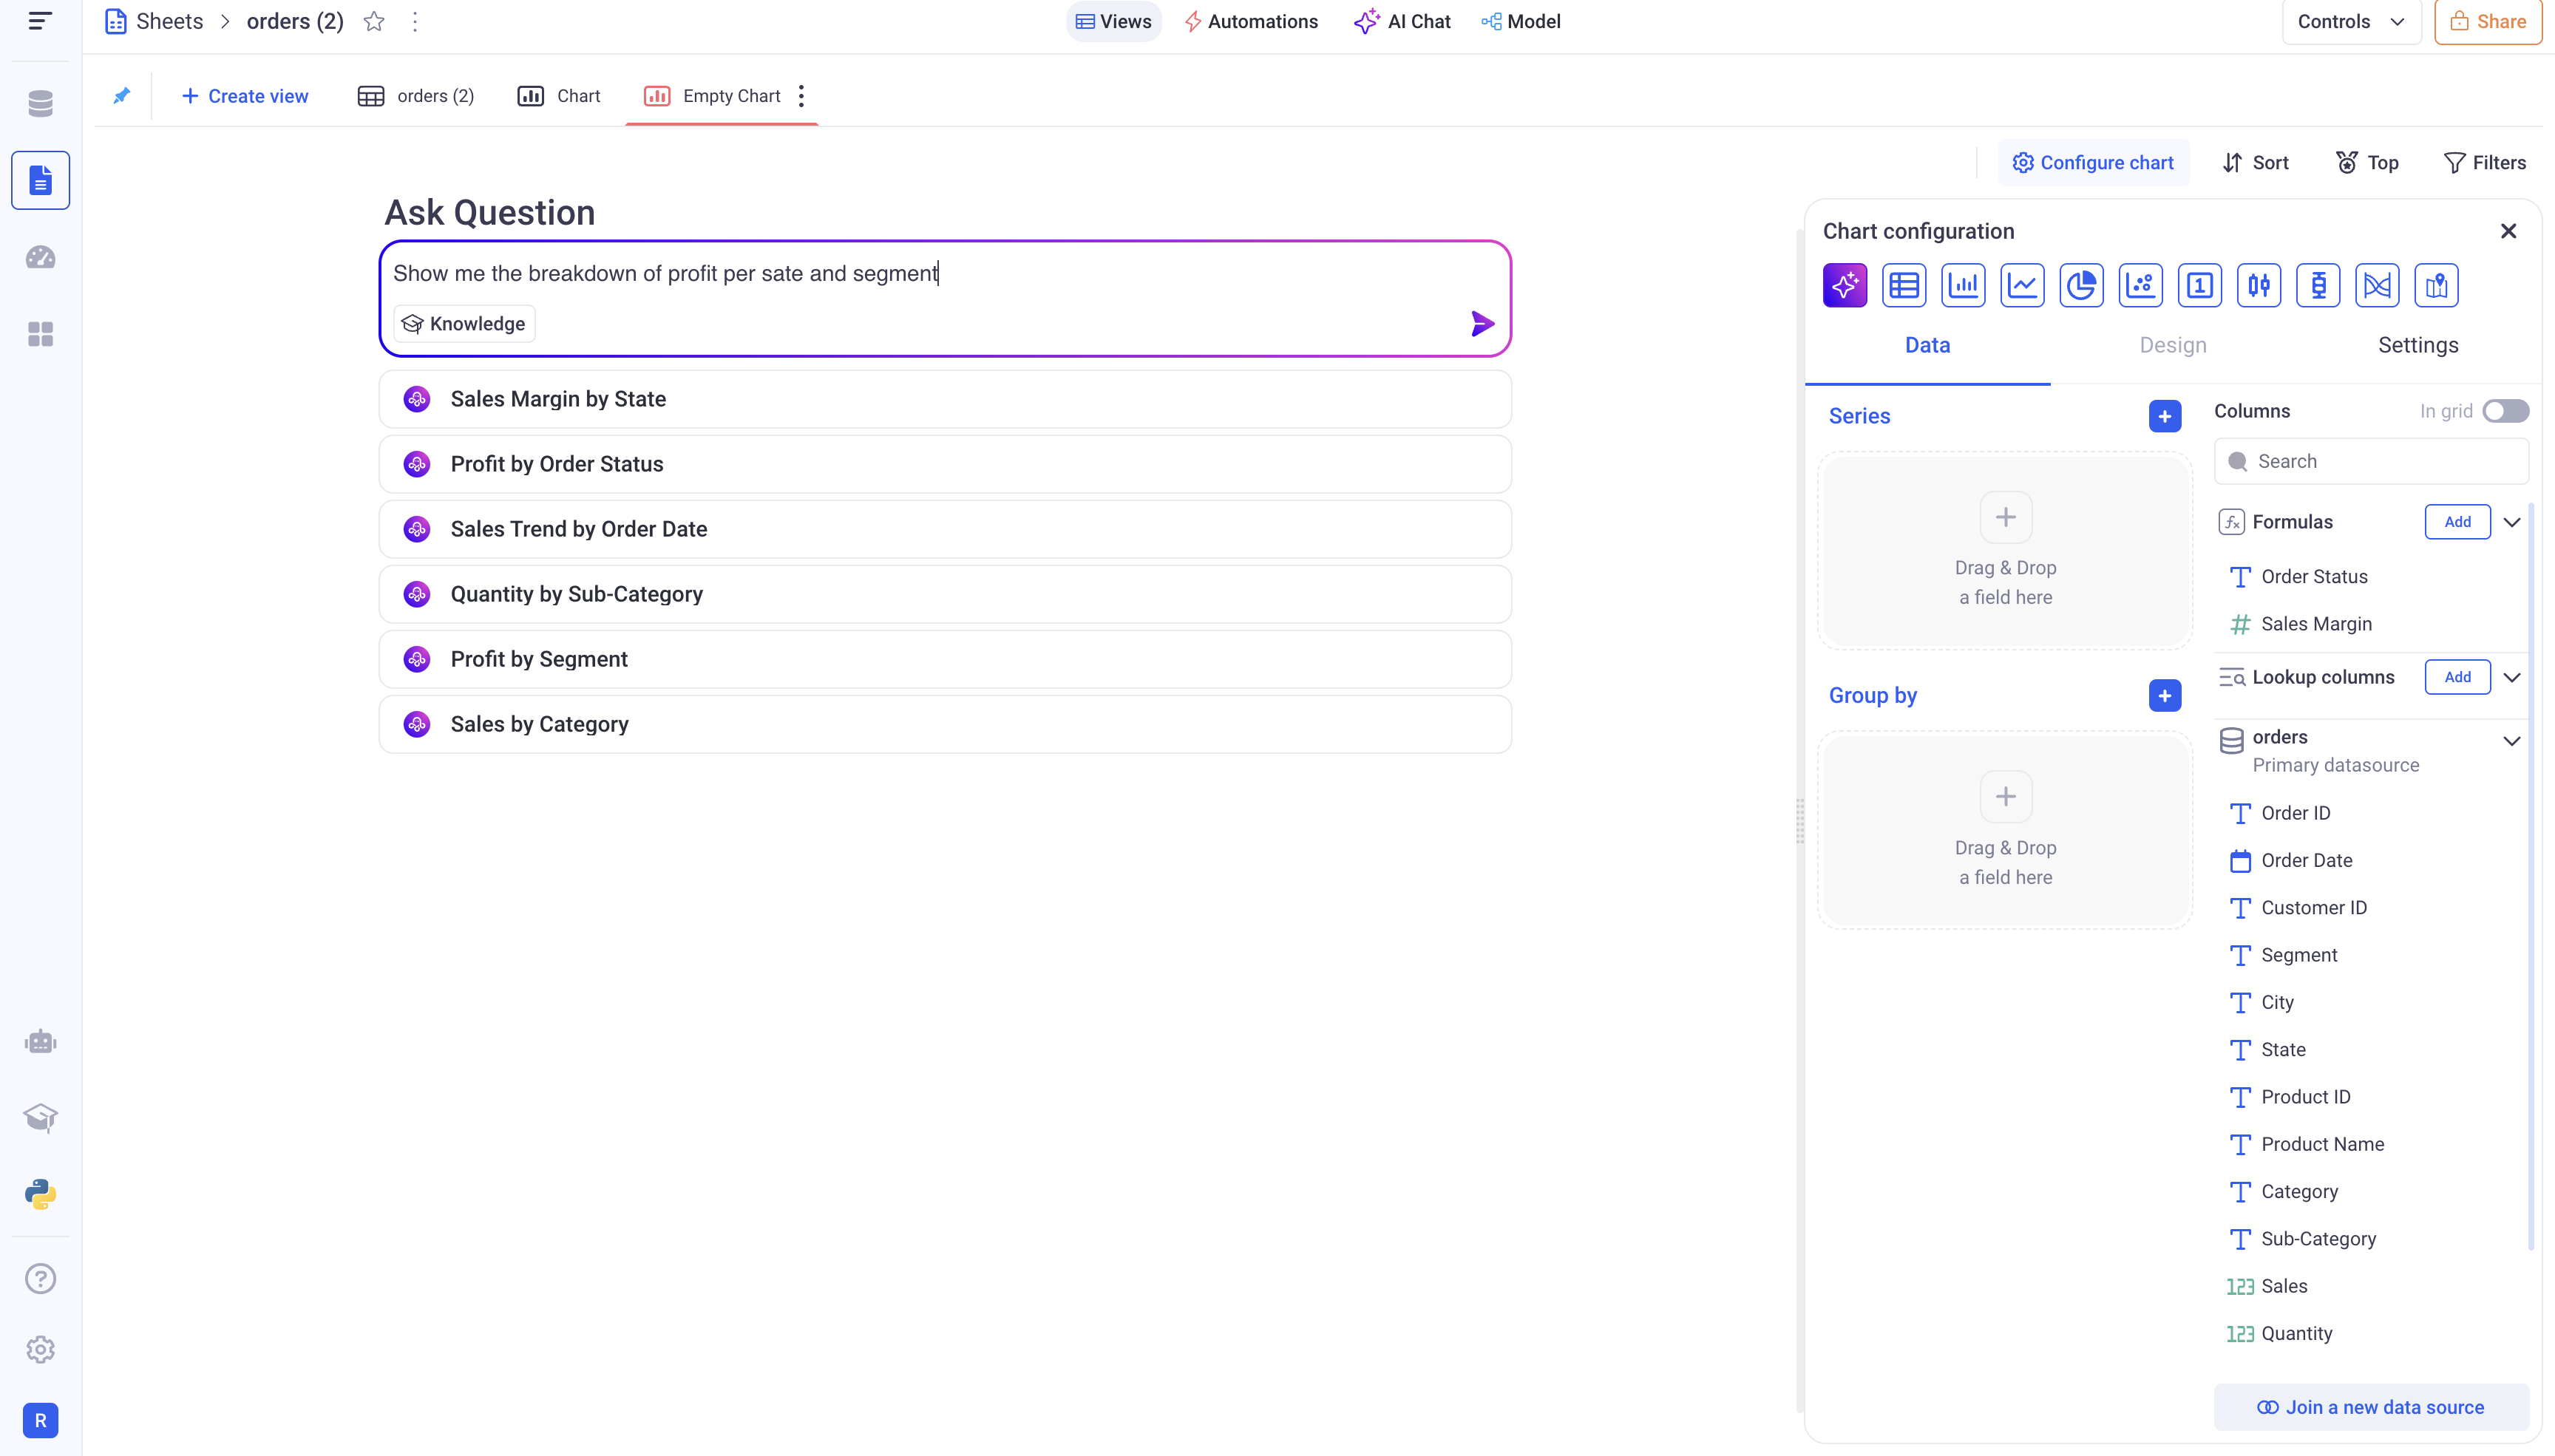 Sheets > orders (2)
Views
Automations
AI Chat
Model
Controls
Share
+ Create view
orders (2)
Chart
Empty Chart
Configure chart
Sort
Top
Filters
Ask Question
Show me the breakdown of profit per sate and segment
Knowledge
Sales Margin by State
Profit by Order Status
Sales Trend by Order Date
Quantity by Sub-Category
Profit by Segment
Sales by Category
Chart configuration
1
Data
Design
Settings
Series
Drag & Drop
a field here
Group by
Drag & Drop
a field here
Columns
In grid
Search
fx Formulas
Add
Order Status
# Sales Margin
Lookup columns
Add
orders
Primary datasource
T Order ID
Order Date
T Customer ID
T Segment
T City
T State
T Product ID
T Product Name
T Category
T Sub-Category
123 Sales
123 Quantity
Join a new data source
R